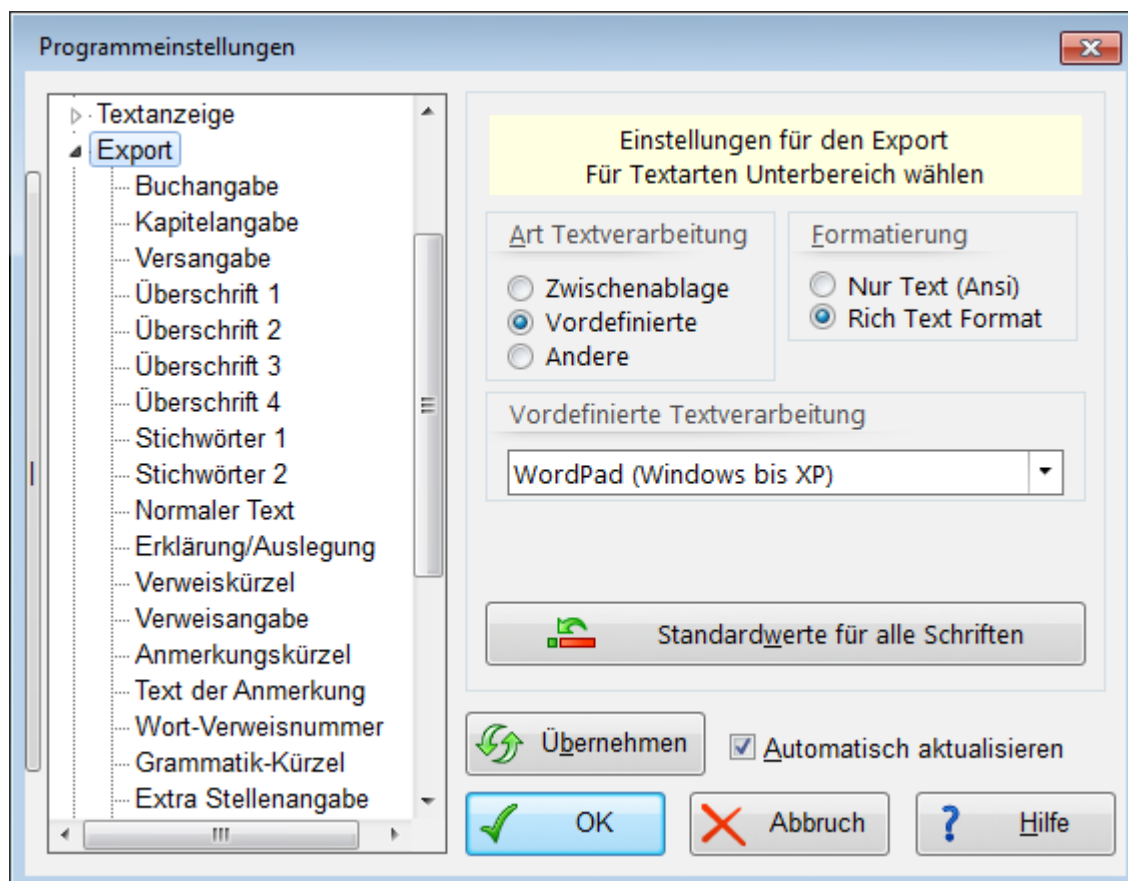 Programmeinstellungen
Textanzeige
Export
Buchangabe
Kapitelangabe
Versangabe
Überschrift 1
Überschrift 2
Überschrift 3
Überschrift 4
Stichwörter 1
Stichwörter 2
Normaler Text
Erklärung/Auslegung
Verweiskürzel
Verweisangabe
Anmerkungskürzel
Text der Anmerkung
Wort-Verweisnummer
Grammatik-Kürzel
Extra Stellenangabe
Einstellungen für den Export
Für Textarten Unterbereich wählen
Art Textverarbeitung
Zwischenablage
Vordefinierte
Andere
Formatierung
Nur Text (Ansi)
Rich Text Format
Vordefinierte Textverarbeitung
WordPad (Windows bis XP)
Standardwerte für alle Schriften
Übernehmen
Automatisch aktualisieren
OK
Abbruch
Hilfe